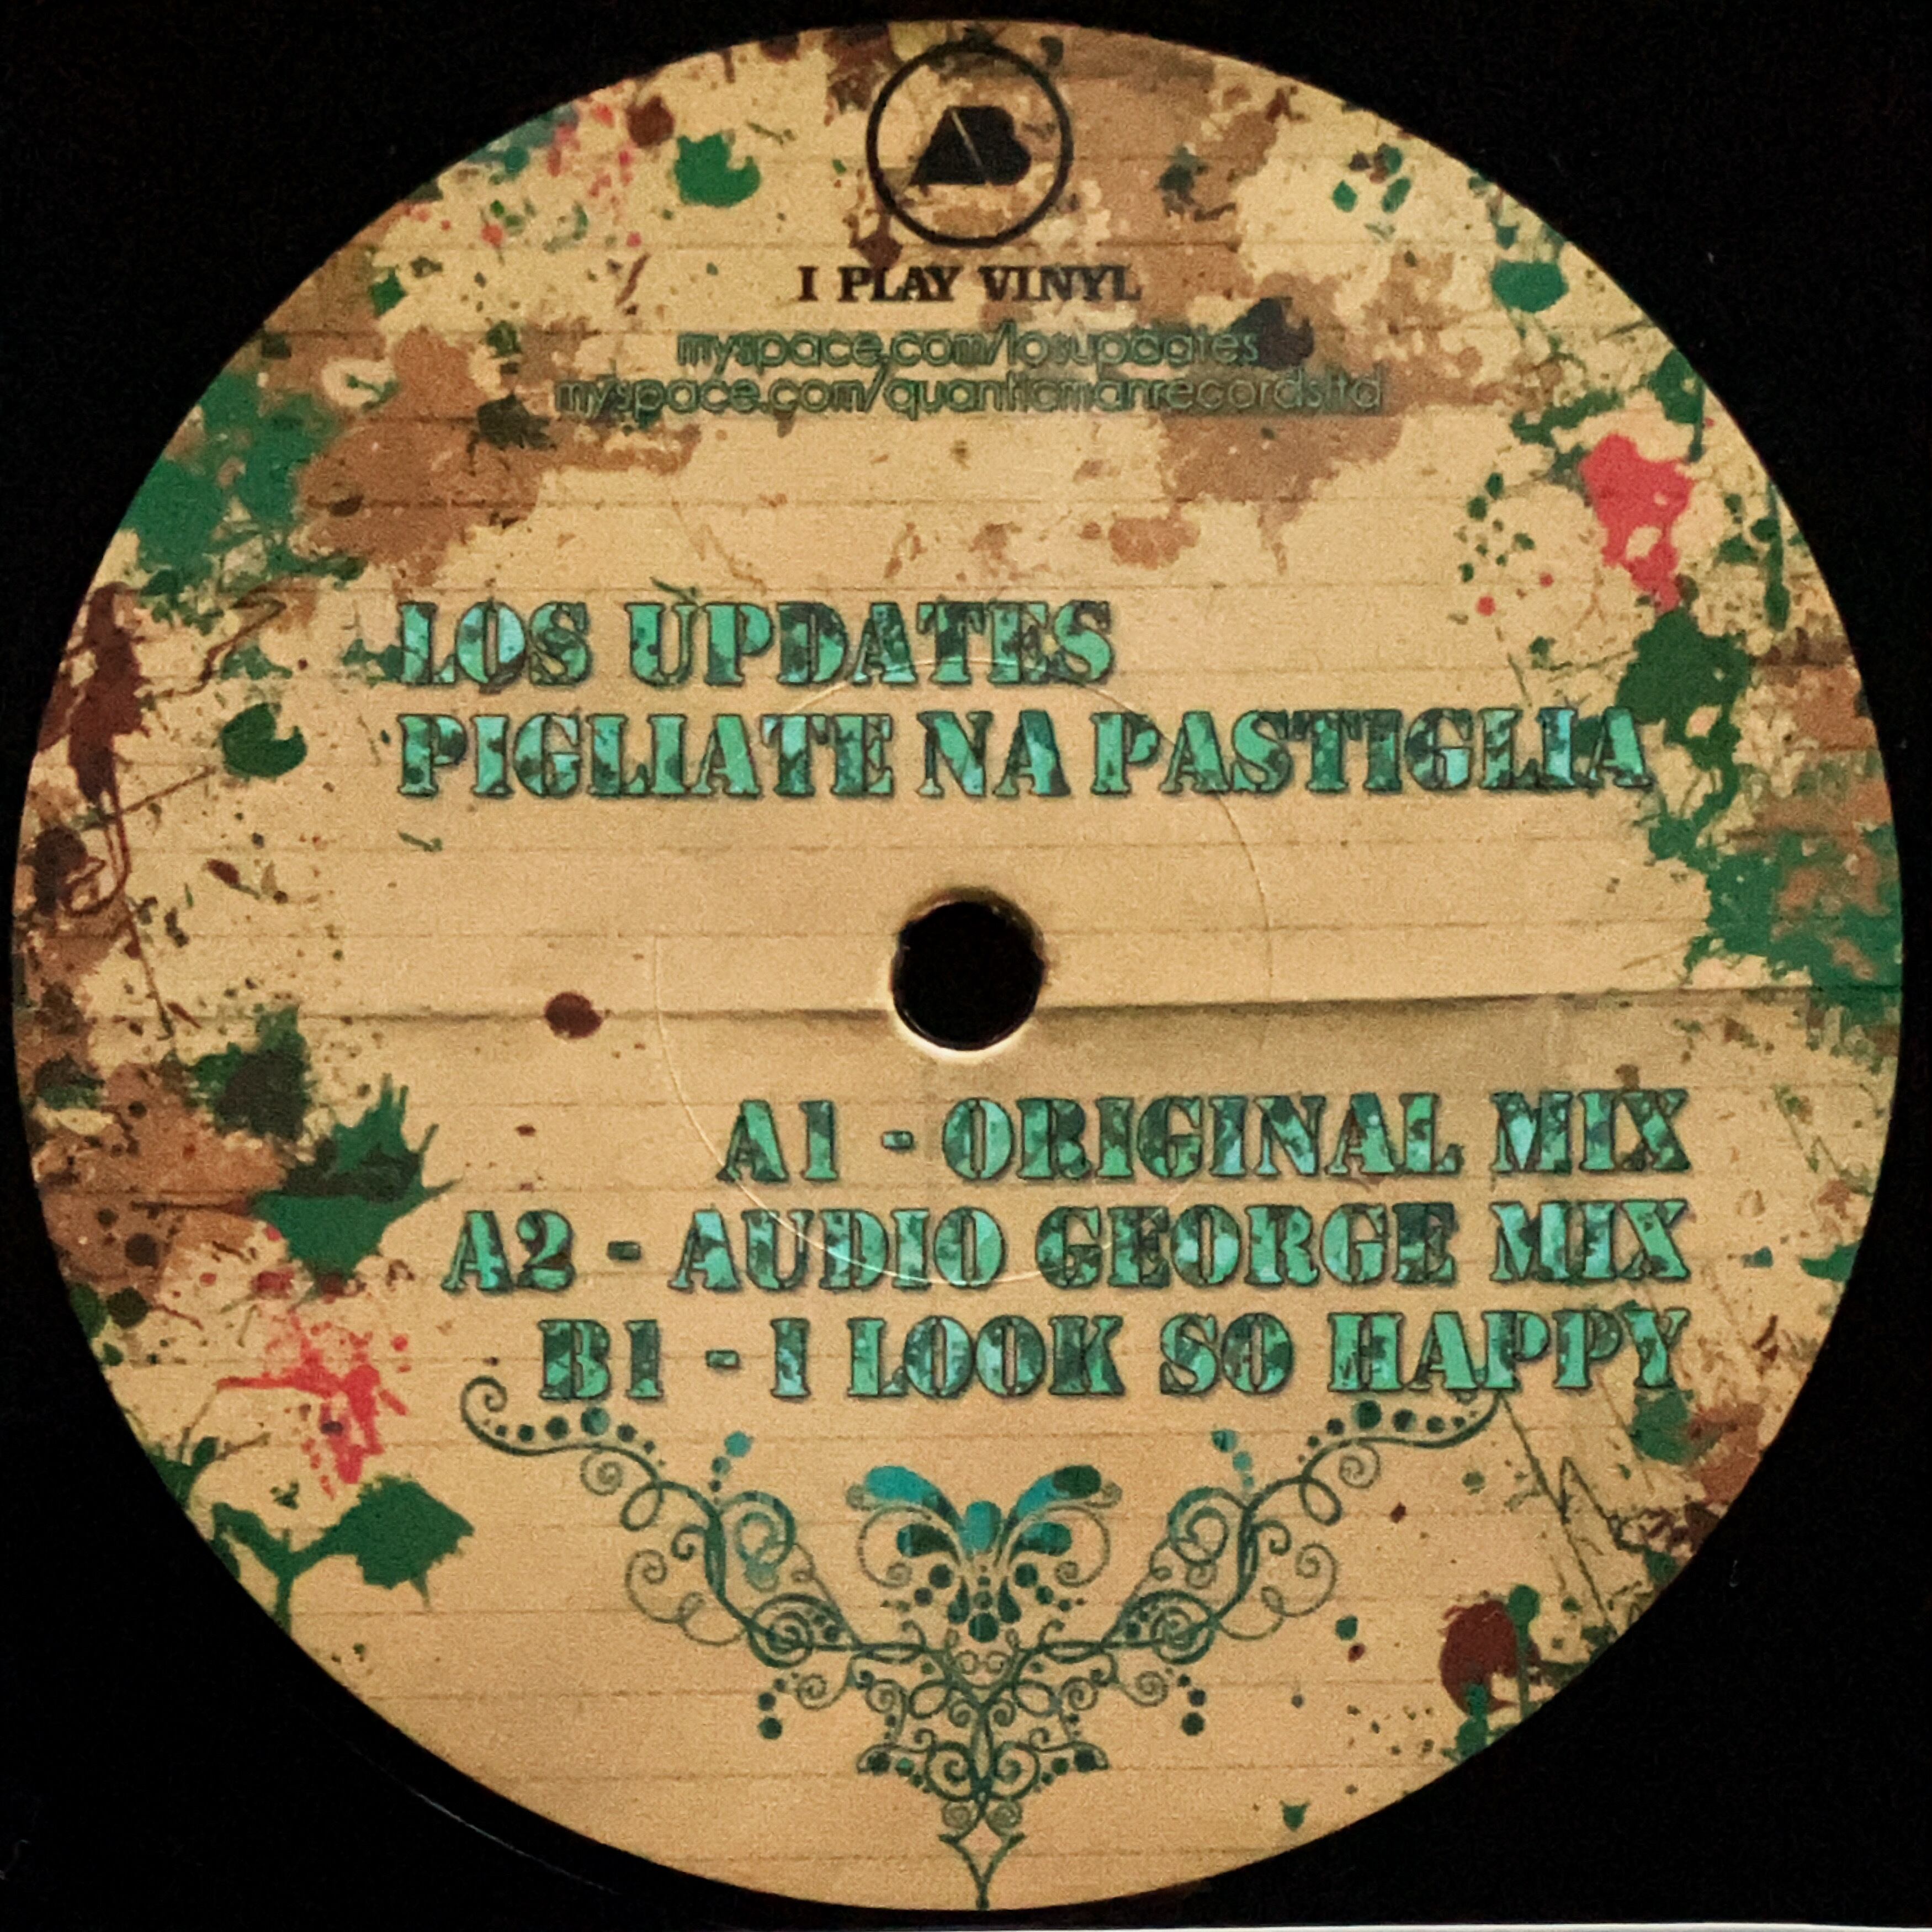 I PLAY VINYL
myspace.com/losupdates
myspace.com/quanticmanrecordsltd
LOS UPDATES
PIGLIATE NA PASTIGLIA
A1 - ORIGINAL MIX
A2 - AUDIO GEORGE MIX
B1 - I LOOK SO HAPPY